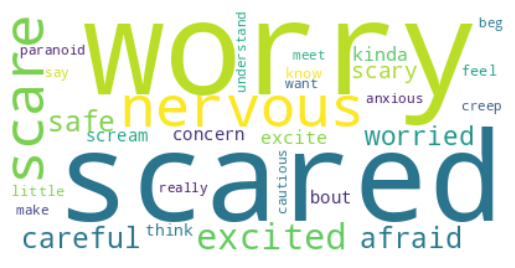 worry
beg
scare
paranoid
understand
meet
kinda
say
know
scary
feel
want
nervous
anxious
creep
safe
scream
concern
excite
worried
scared
little
really
cautious
bout
make
careful
think
excited
afraid